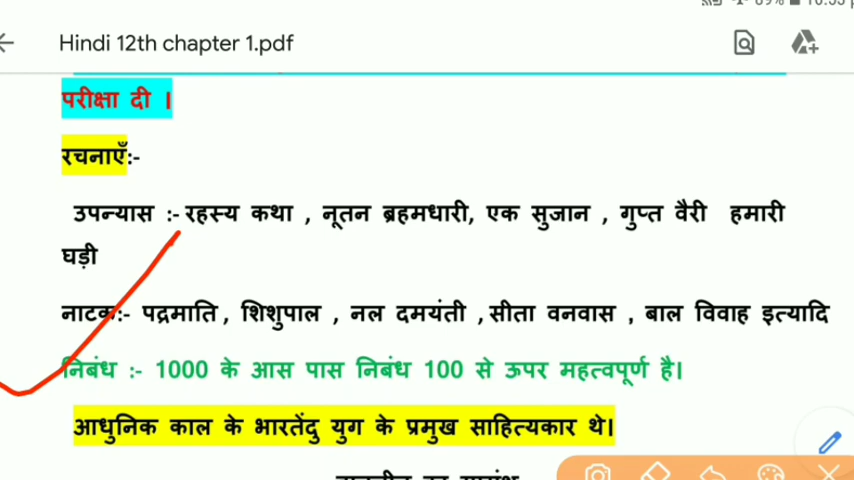 Hindi 12th chapter 1.pdf
परीक्षा दी ।
रचनाएँ:-
उपन्यास :- रहस्य कथा , नूतन ब्रहमधारी, एक सुजान , गुप्त वैरी हमारी
घड़ी
नाटक:- पद्रमाति , शिशुपाल , नल दमयंती ,सीता वनवास , बाल विवाह इत्यादि
निबंध :- 1000 के आस पास निबंध 100 से ऊपर महत्वपूर्ण है।
आधुनिक काल के भारतेंदु युग के प्रमुख साहित्यकार थे।